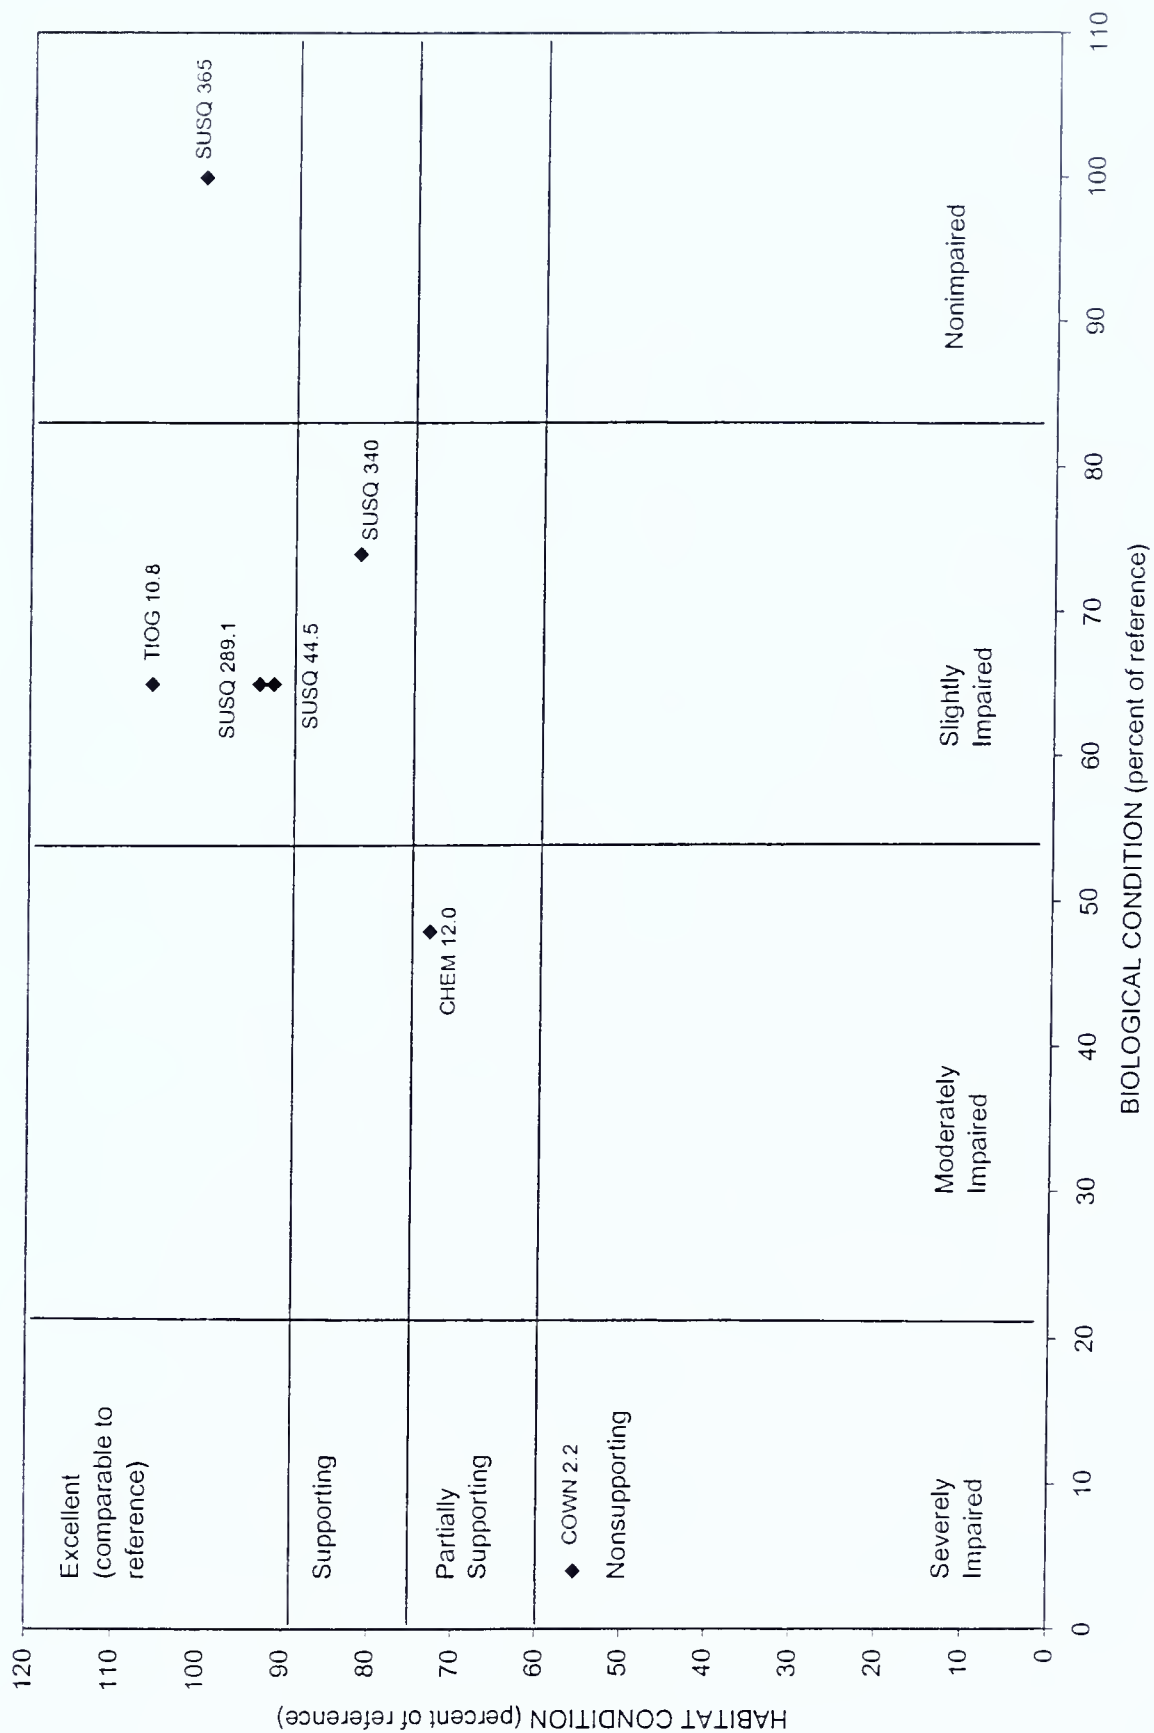 HABITAT CONDITION (percent of reference)
120
110
100
90
80
70
60
50
40
30
20
10
0
Excellent
(comparable to
reference)
Supporting
Partially
Supporting
Nonsupporting
COWN 2.2
CHEM 12.0
TIOG 10.8
SUSQ 289.1
SUSQ 44.5
SUSQ 340
SUSQ 365
Severely
Impaired
Moderately
Impaired
Slightly
Impaired
Nonimpaired
0
10
20
30
40
50
60
70
80
90
100
110
BIOLOGICAL CONDITION (percent of reference)